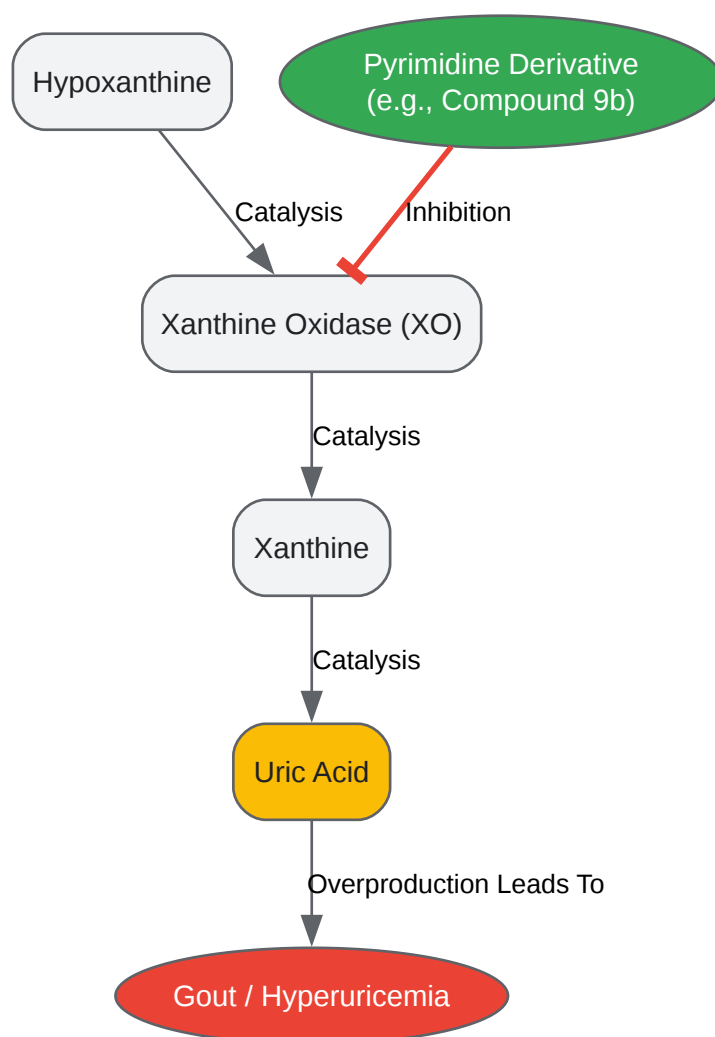 Hypoxanthine
Pyrimidine Derivative
(e.g., Compound 9b)
Catalysis
Inhibition
Xanthine Oxidase (XO)
Catalysis
Xanthine
Catalysis
Uric Acid
Overproduction Leads To
Gout / Hyperuricemia